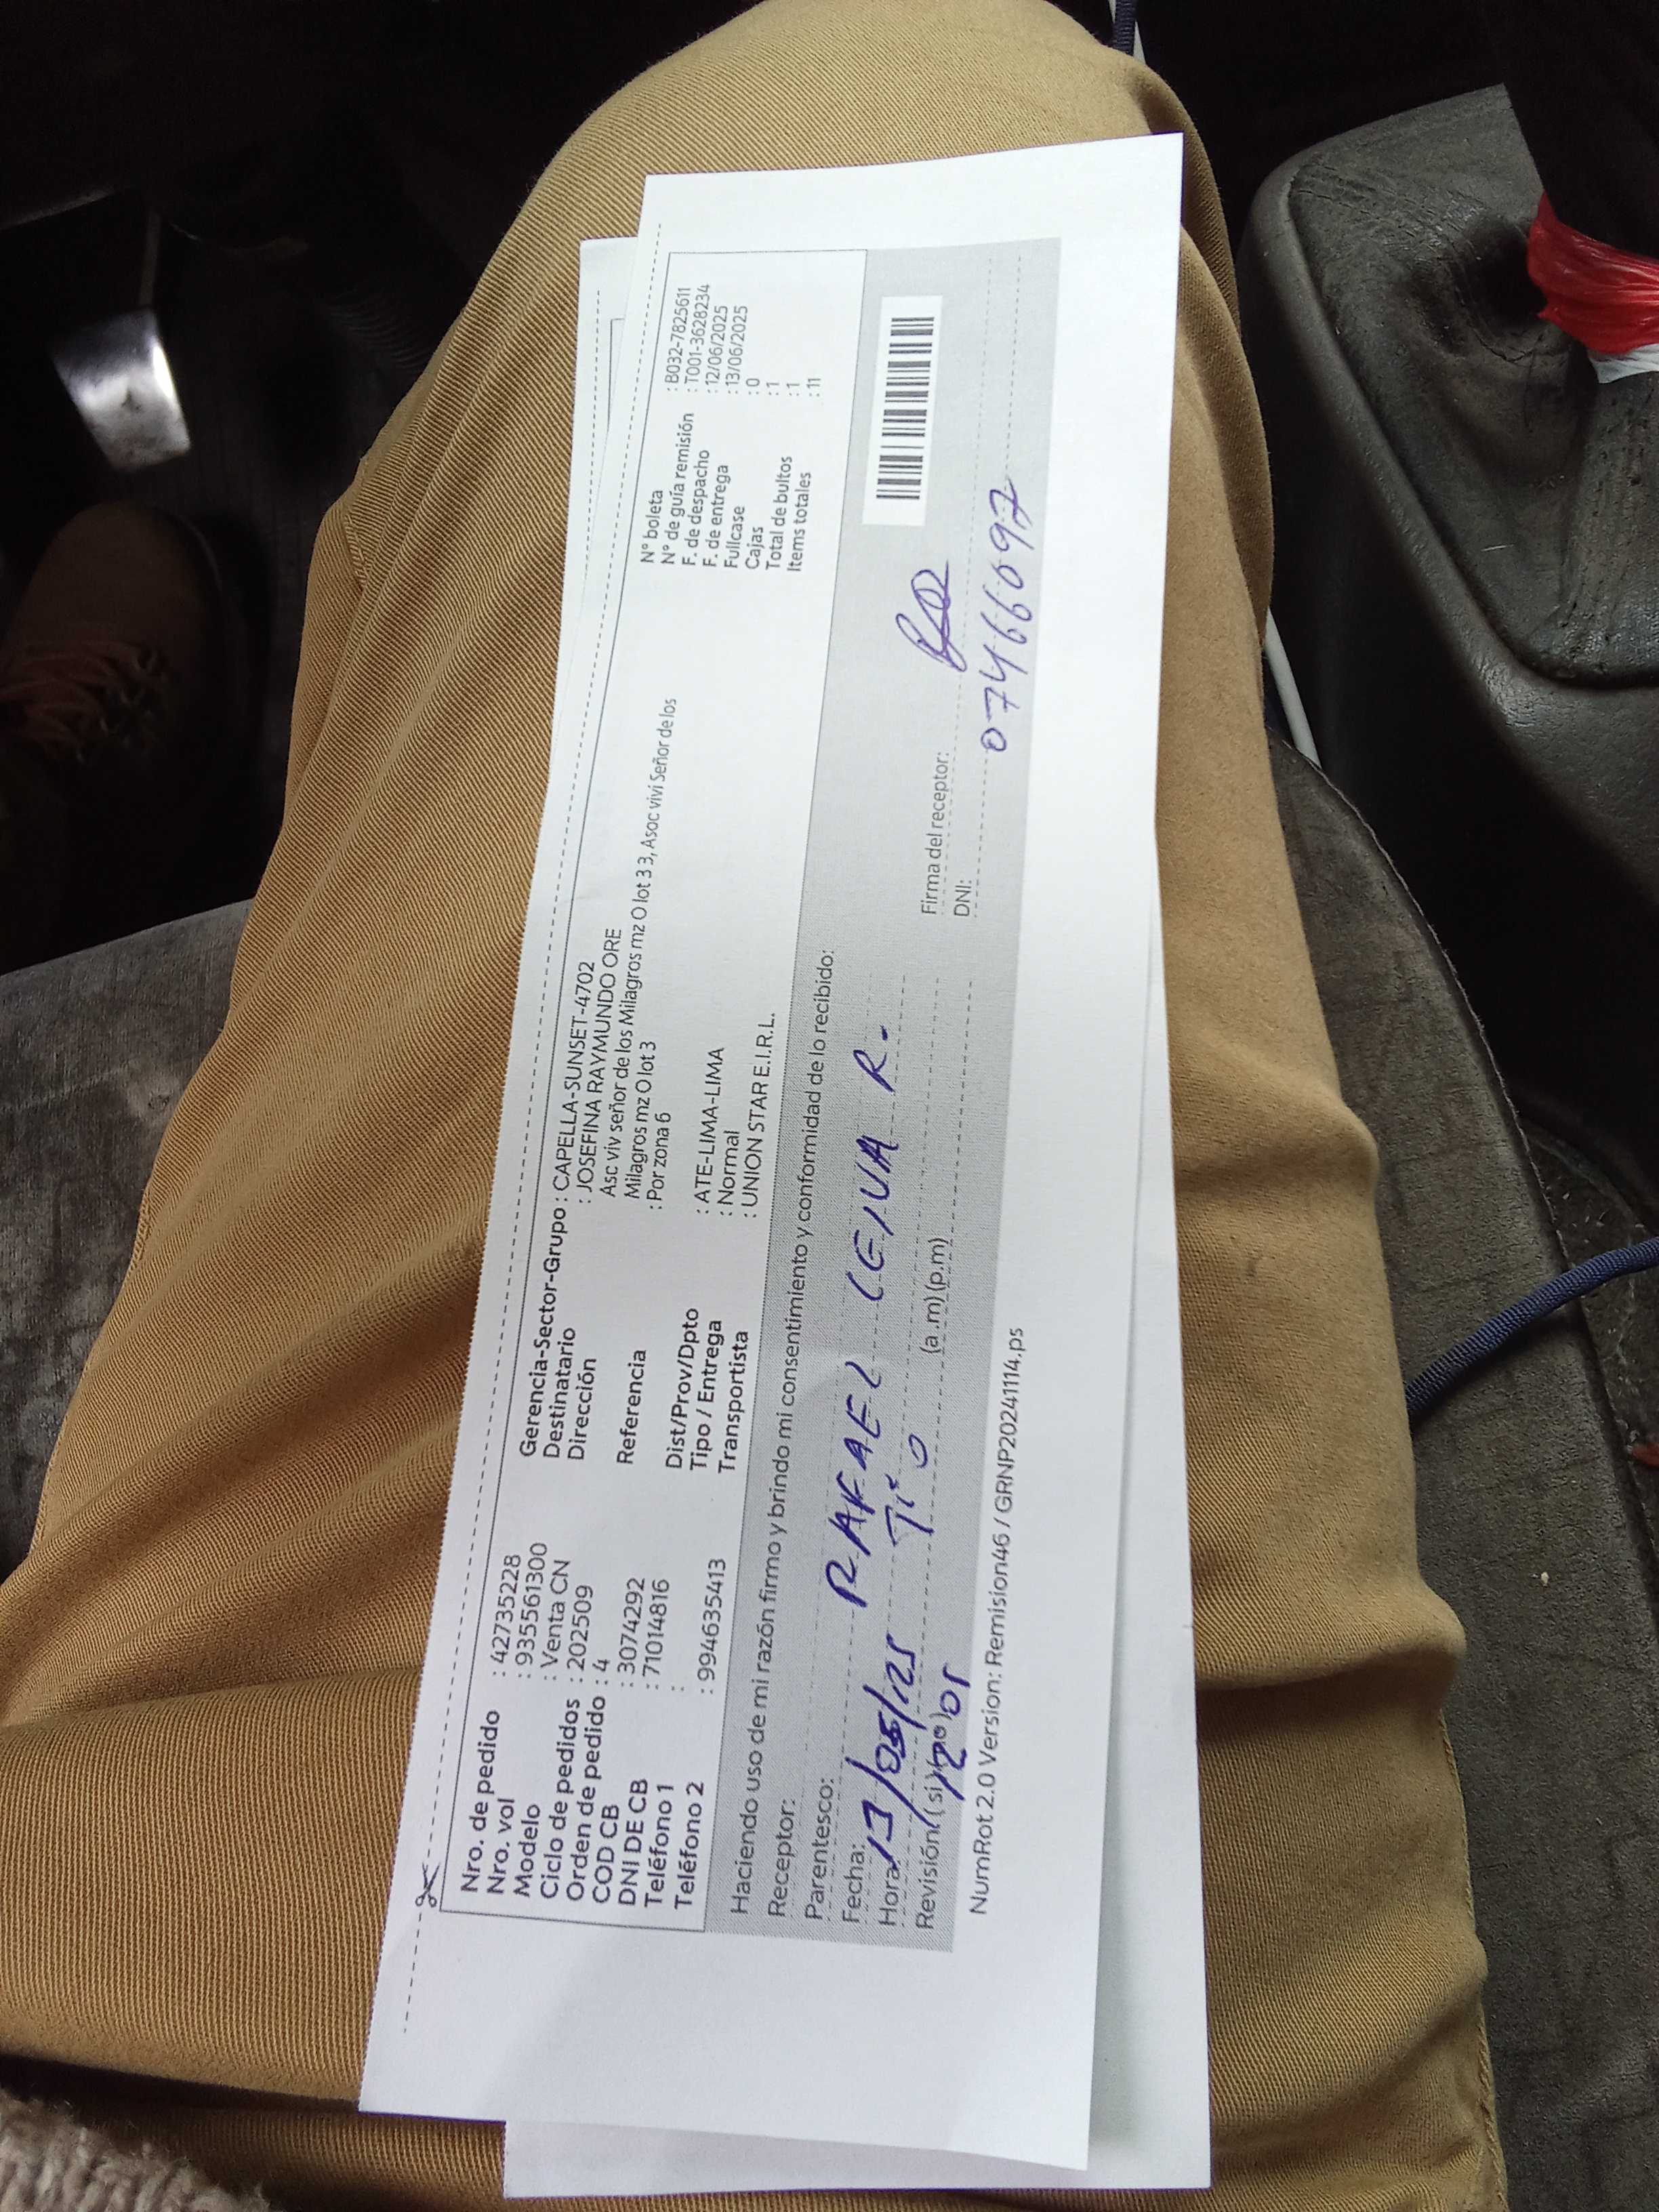 Nro. de pedido : 42735228
Nro. vol : 935561300
Modelo : Venta CN
Ciclo de pedidos : 202509
Orden de pedido : 4
COD CB : 3074292
DNI DE CB : 71014816
Teléfono 1 :
Teléfono 2 : 994635413
Gerencia-Sector-Grupo : CAPELLA-SUNSET-4702
Destinatario : JOSEFINA RAYMUNDO ORE
Dirección Asc viv señor de los Milagros mz O lot 3 3, Asoc vivi Señor de los
Milagros mz O lot 3
Referencia : Por zona 6
Dist/Prov/Dpto : ATE-LIMA-LIMA
Tipo / Entrega : Normal
Transportista : UNION STAR E.I.R.L.
N° boleta : B032-7825611
N° de guía remisión : T001-3628234
F. de despacho : 12/06/2025
F. de entrega : 13/06/2025
Fullcase : 0
Cajas : 1
Total de bultos : 1
Items totales : 11
Haciendo uso de mi razón firmo y brindo mi consentimiento y conformidad de lo recibido:
Receptor: RAFAEL LEIVA R.
Parentesco: Tio
Fecha: 13/ /25
Hora: (a.m) (p.m)
Revisión (si)
Firma del receptor:
DNI: 07466097
NumRot 2.0 Version: Remision46 / GRNP20241114.ps